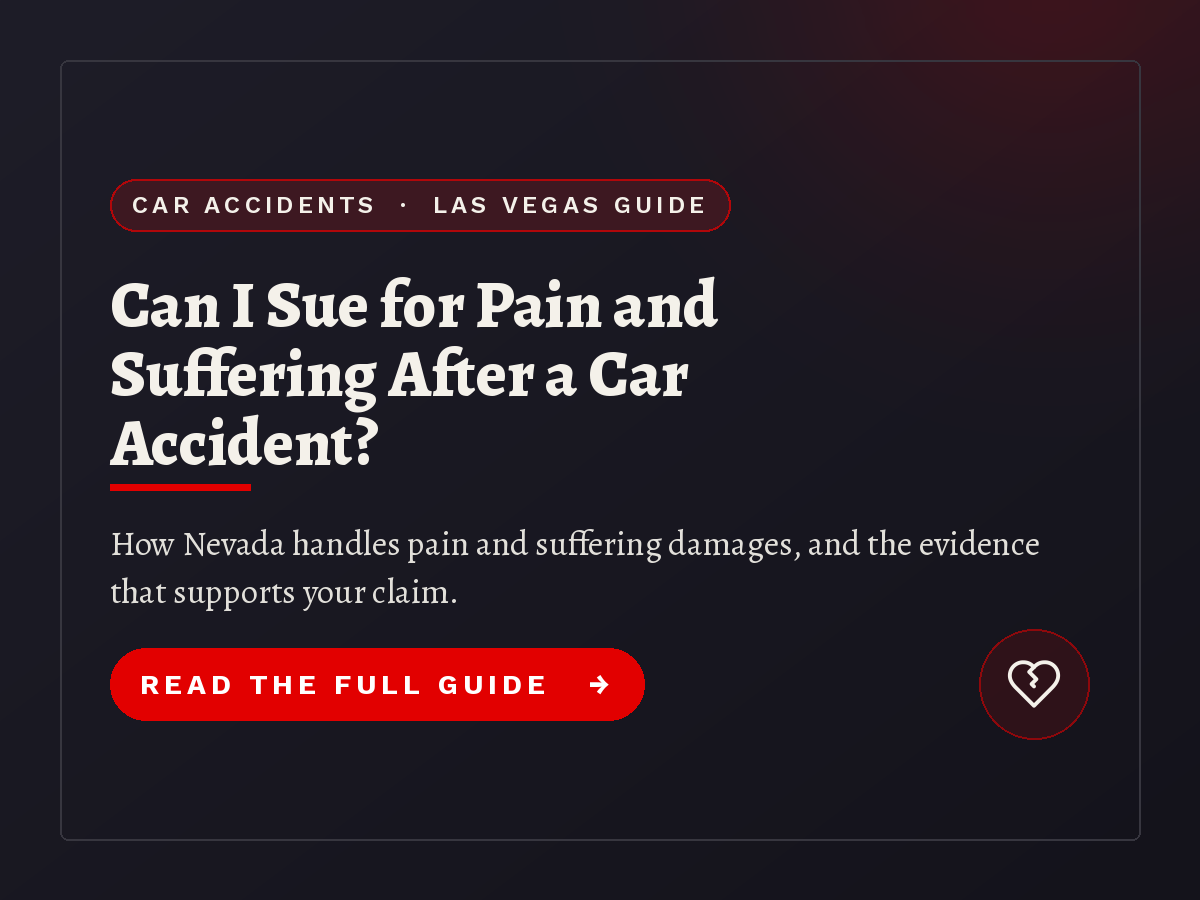 CAR ACCIDENTS · LAS VEGAS GUIDE
Can I Sue for Pain and
Suffering After a Car
Accident?
How Nevada handles pain and suffering damages, and the evidence
that supports your claim.
READ THE FULL GUIDE →